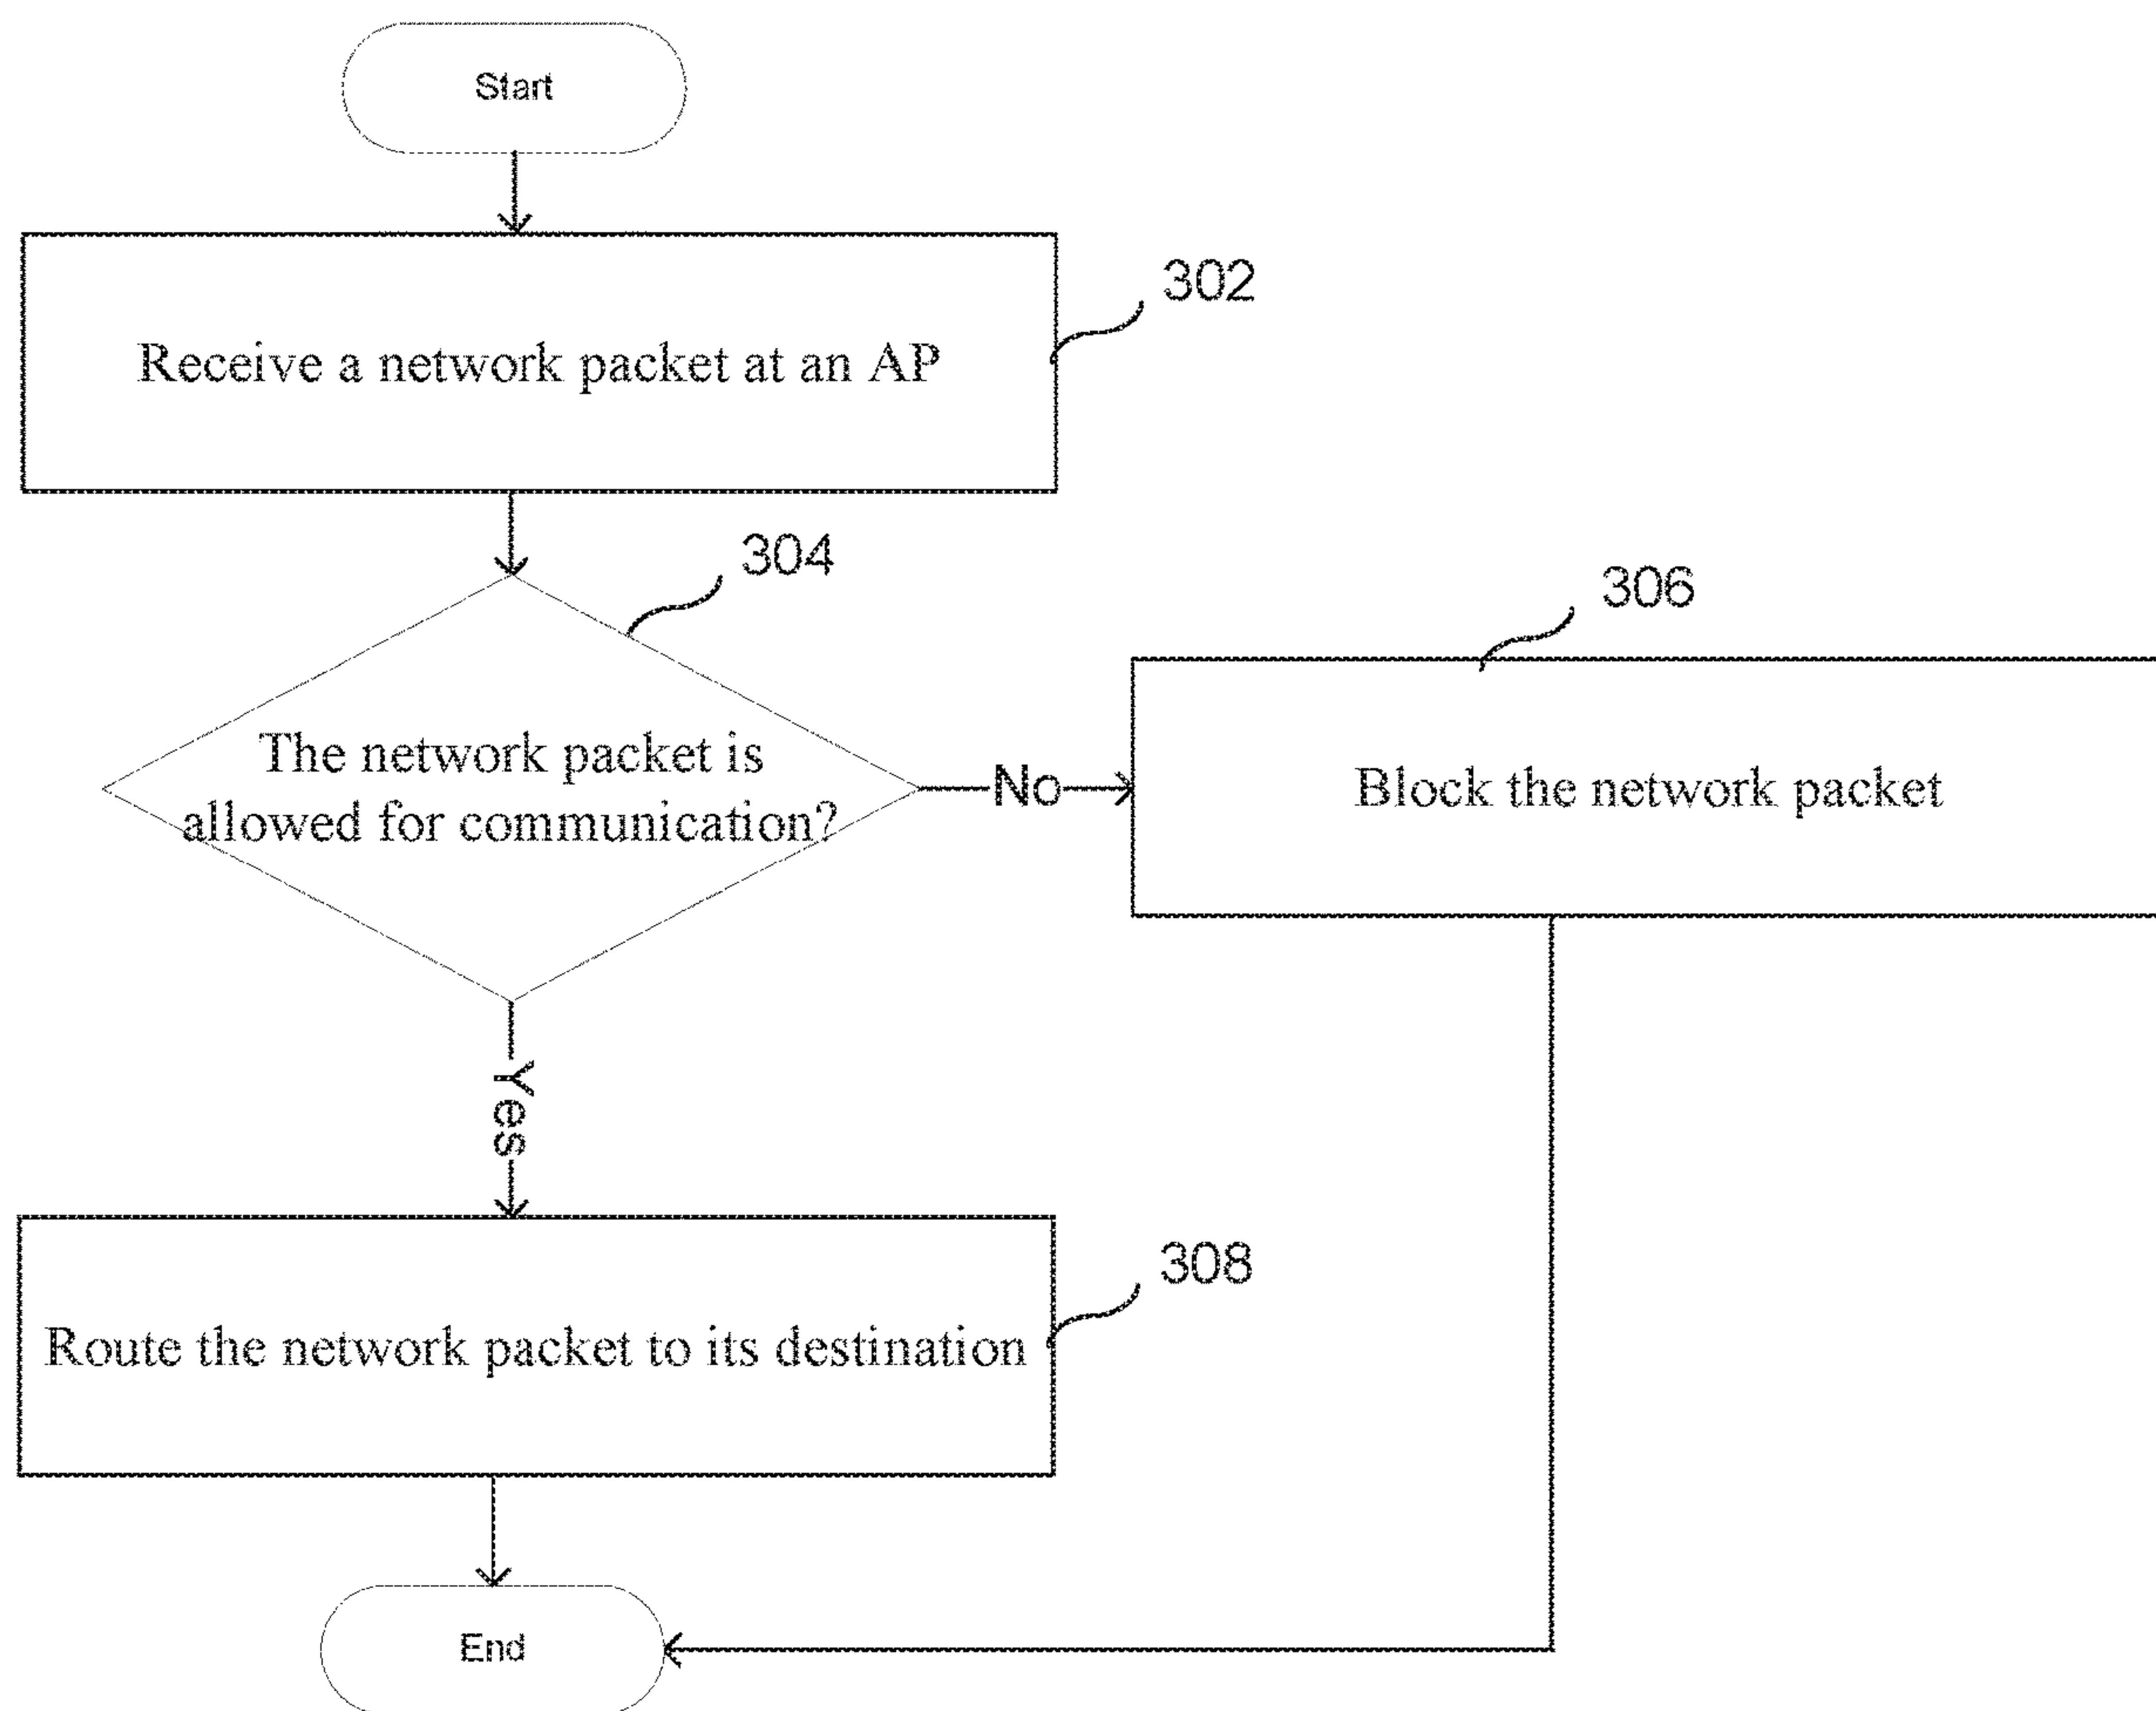 Start
302
Receive a network packet at an AP
304
306
The network packet is
allowed for communication?
No
Block the network packet
Yes
308
Route the network packet to its destination
End